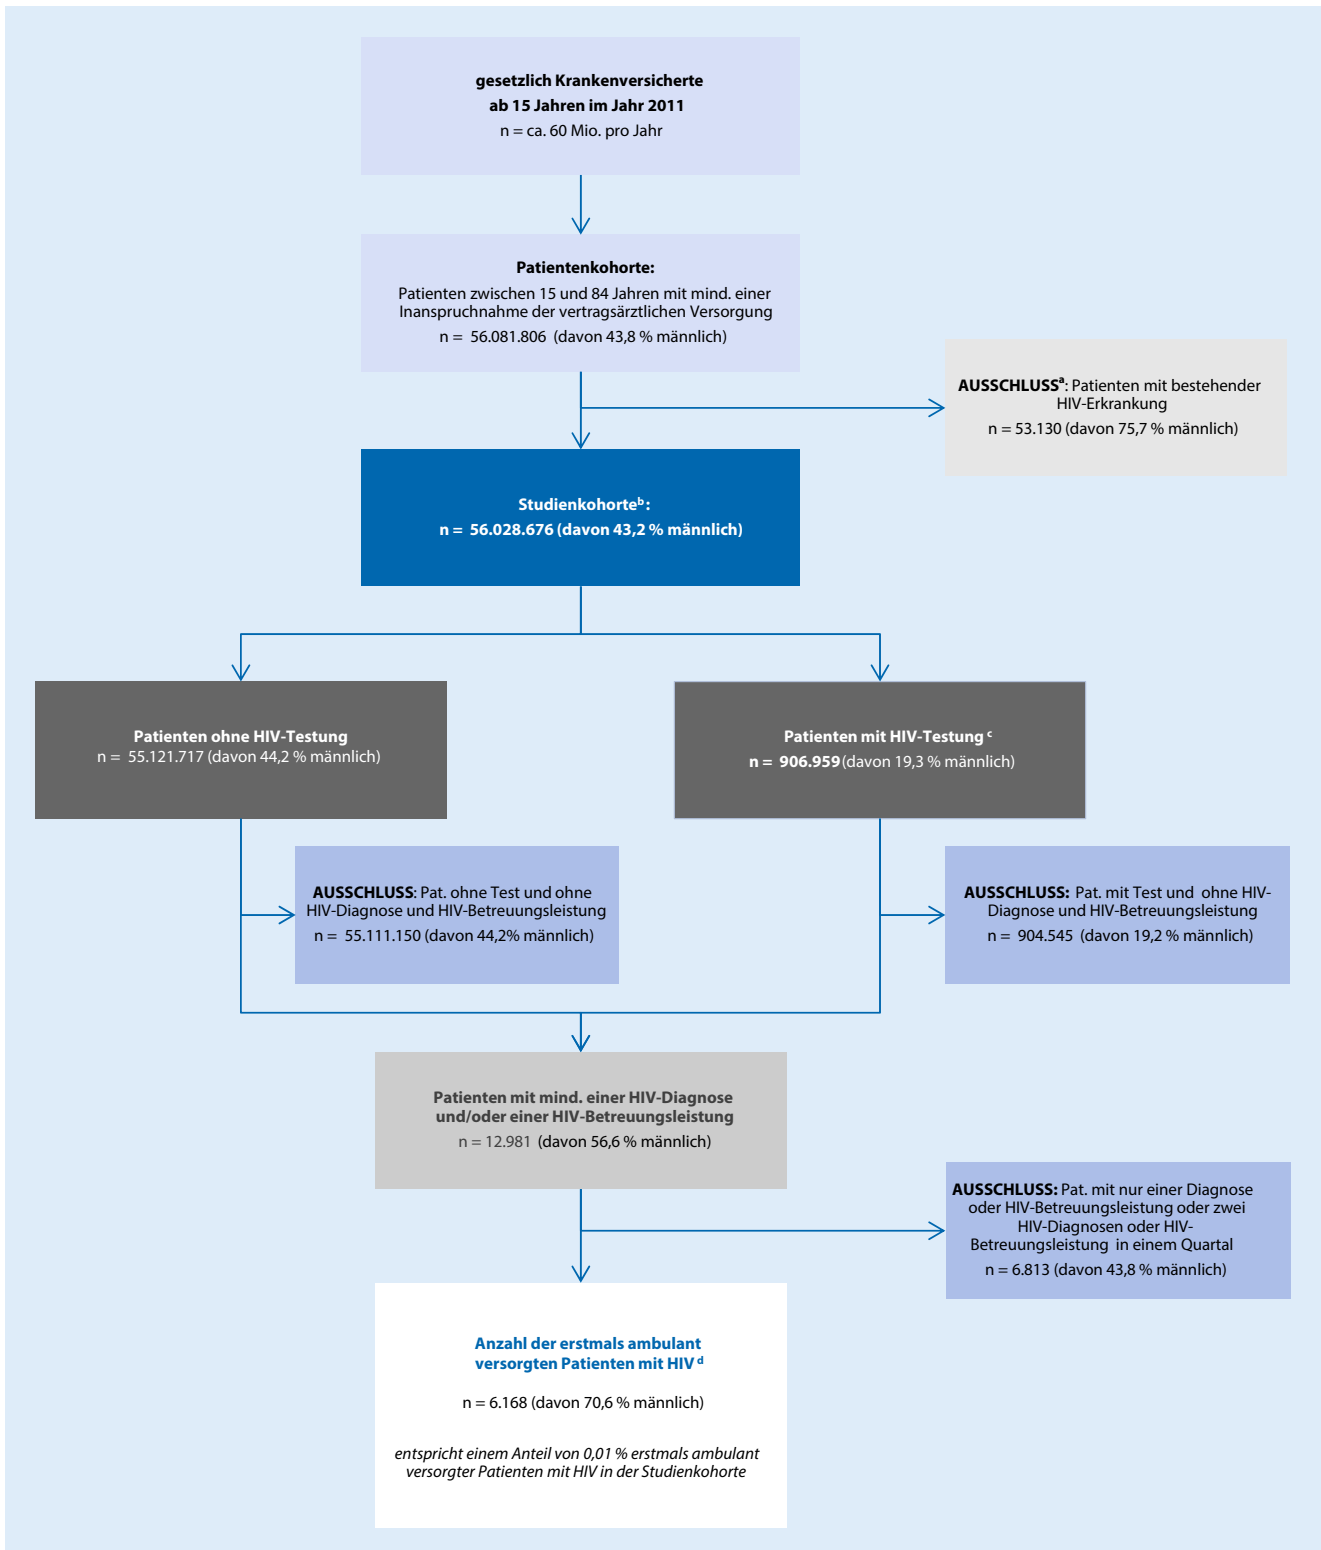 gesetzlich Krankenversicherte
ab 15 Jahren im Jahr 2011
n = ca. 60 Mio. pro Jahr
Patientenkohorte:
Patienten zwischen 15 und 84 Jahren mit mind. einer
Inanspruchnahme der vertragsärztlichen Versorgung
n = 56.081.806 (davon 43,8 % männlich)
AUSSCHLUSSᵃ: Patienten mit bestehender
HIV-Erkrankung
n = 53.130 (davon 75,7 % männlich)
Studienkohorteᵇ:
n = 56.028.676 (davon 43,2 % männlich)
Patienten ohne HIV-Testung
n = 55.121.717 (davon 44,2 % männlich)
Patienten mit HIV-Testung ᶜ
n = 906.959 (davon 19,3 % männlich)
AUSSCHLUSS: Pat. ohne Test und ohne
HIV-Diagnose und HIV-Betreuungsleistung
n = 55.111.150 (davon 44,2% männlich)
AUSSCHLUSS: Pat. mit Test und ohne HIV-
Diagnose und HIV-Betreuungsleistung
n = 904.545 (davon 19,2 % männlich)
Patienten mit mind. einer HIV-Diagnose
und/oder einer HIV-Betreuungsleistung
n = 12.981 (davon 56,6 % männlich)
AUSSCHLUSS: Pat. mit nur einer Diagnose
oder HIV-Betreuungsleistung oder zwei
HIV-Diagnosen oder HIV-
Betreuungsleistung in einem Quartal
n = 6.813 (davon 43,8 % männlich)
Anzahl der erstmals ambulant
versorgten Patienten mit HIV ᵈ
n = 6.168 (davon 70,6 % männlich)
entspricht einem Anteil von 0,01 % erstmals ambulant
versorgter Patienten mit HIV in der Studienkohorte